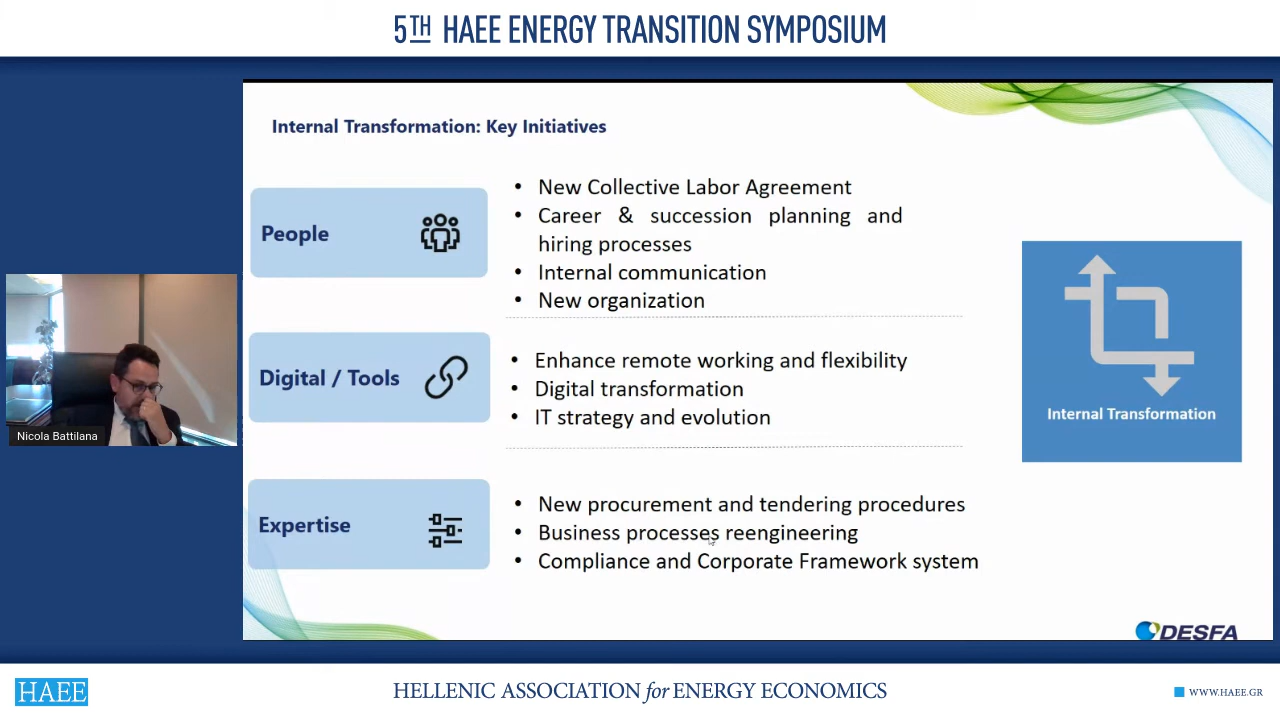 5TH HAEE ENERGY TRANSITION SYMPOSIUM
Internal Transformation: Key Initiatives
People
• New Collective Labor Agreement
• Career & succession planning and
hiring processes
• Internal communication
• New organization
Digital / Tools
• Enhance remote working and flexibility
• Digital transformation
• IT strategy and evolution
Expertise
• New procurement and tendering procedures
• Business processes reengineering
• Compliance and Corporate Framework system
Internal Transformation
Nicola Battilana
DESFA
HAEE
HELLENIC ASSOCIATION for ENERGY ECONOMICS
WWW.HAEE.GR